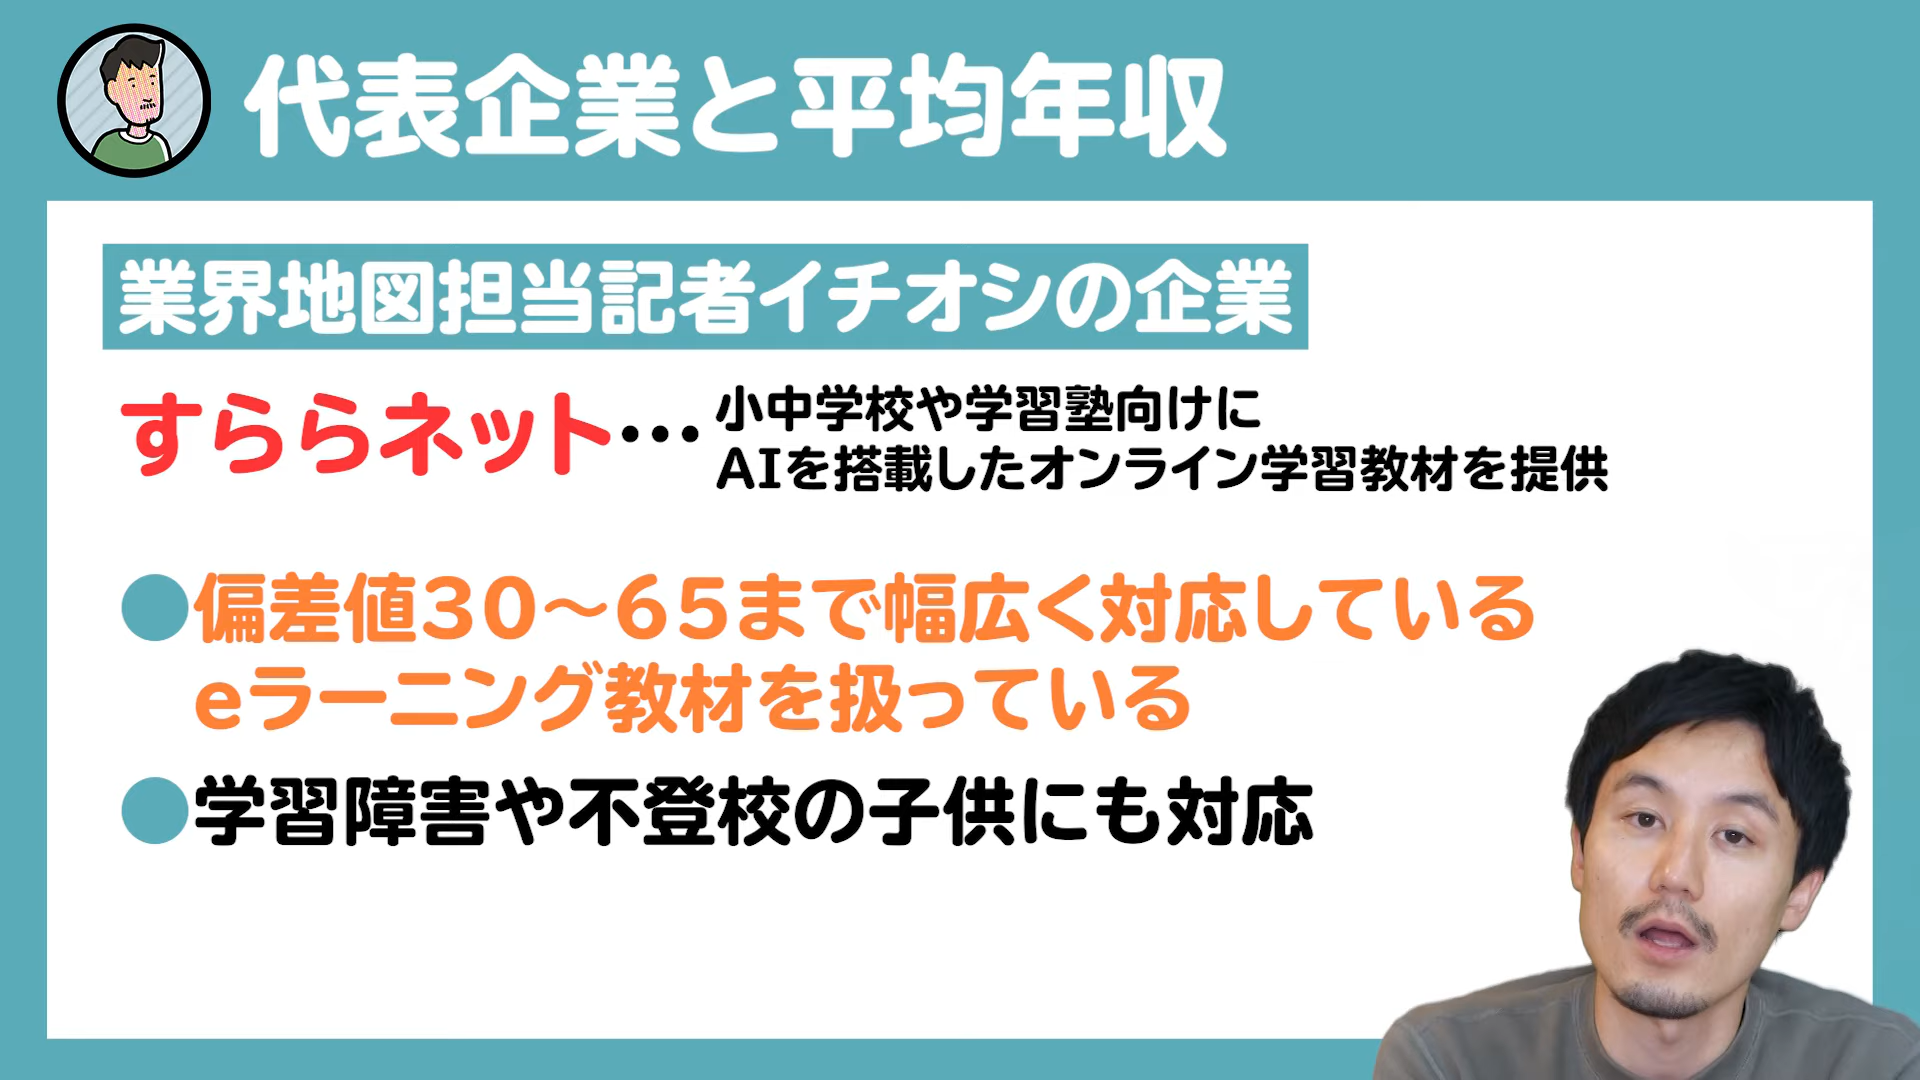 代表企業と平均年収
業界地図担当記者イチオシの企業
すららネット…小中学校や学習塾向けに
AIを搭載したオンライン学習教材を提供
●偏差値30〜65まで幅広く対応している
eラーニング教材を扱っている
●学習障害や不登校の子供にも対応